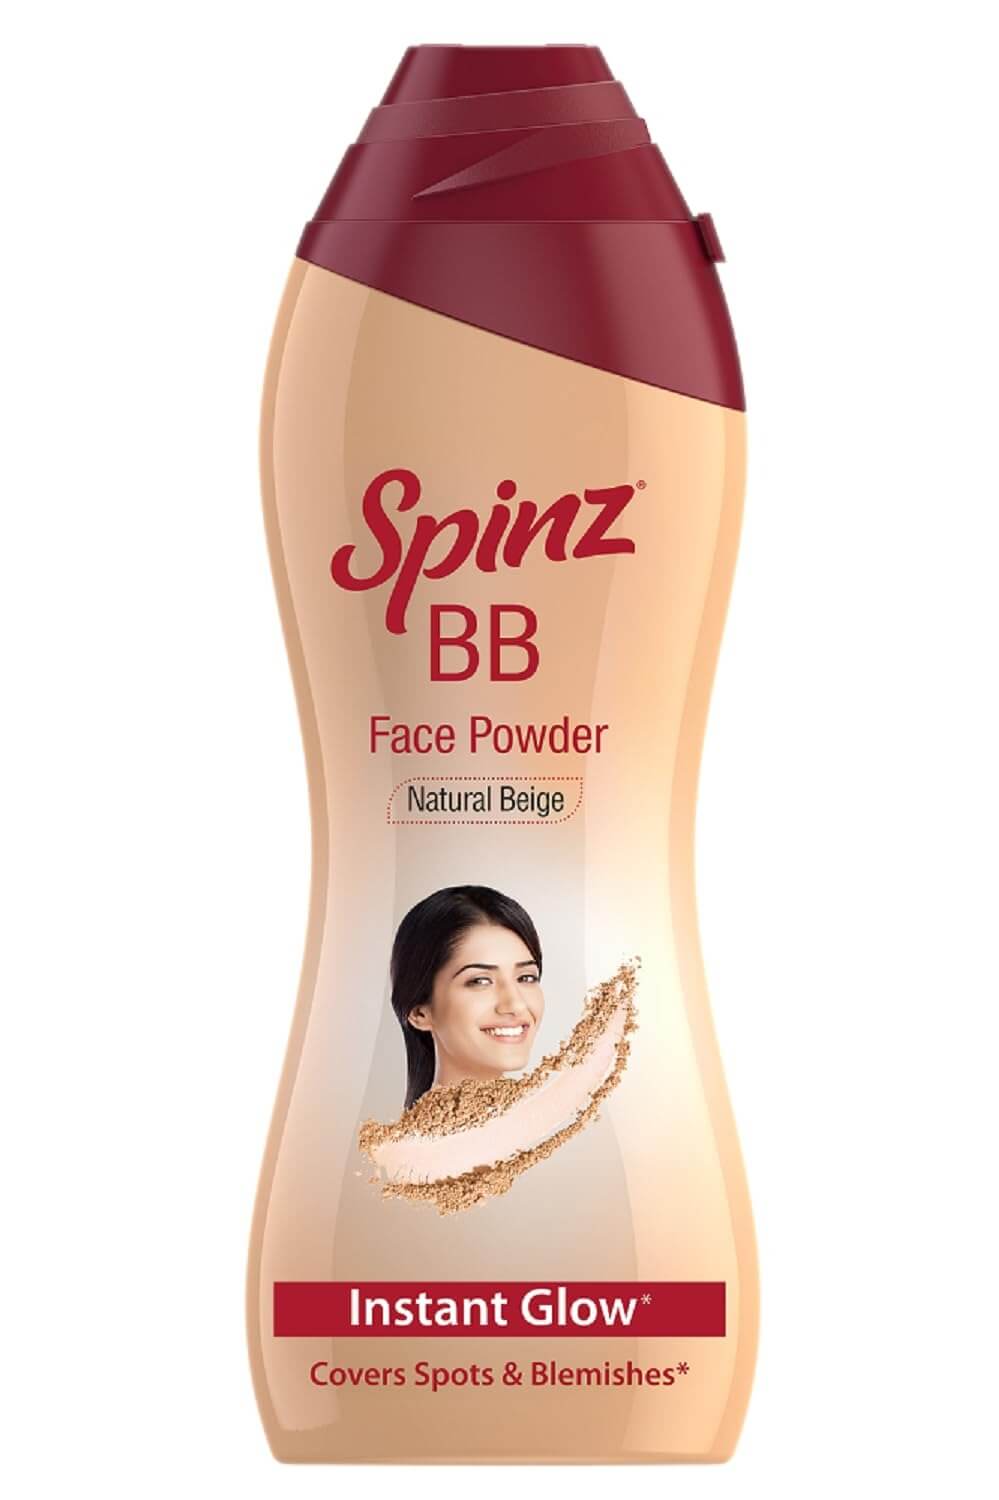 Spinz®
BB
Face Powder
Natural Beige
Instant Glow*
Covers Spots & Blemishes*